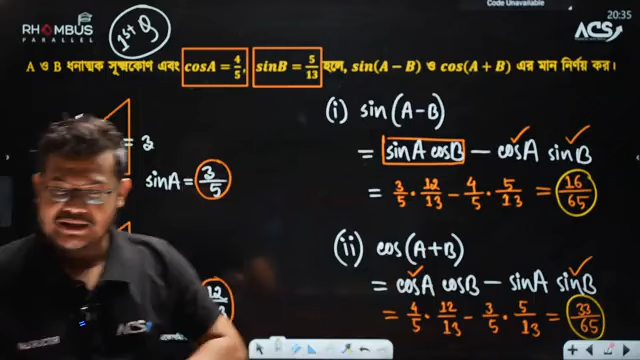 Code Unavailable
20:35
RHOMBUS
PARALLEL
1st Q
ACS
A ও B ধনাত্মক সূক্ষ্মকোণ এবং cosA = 4/5, sinB = 5/13 হলে, sin(A − B) ও cos(A + B) এর মান নির্ণয় কর।
= 3
sinA = 3/5
(i) sin(A-B)
= sinA cosB - cosA sinB
= 3/5 · 12/13 - 4/5 · 5/13 = 16/65
(ii) cos(A+B)
= cosA cosB - sinA sinB
= 4/5 · 12/13 - 3/5 · 5/13 = 33/65
ACS